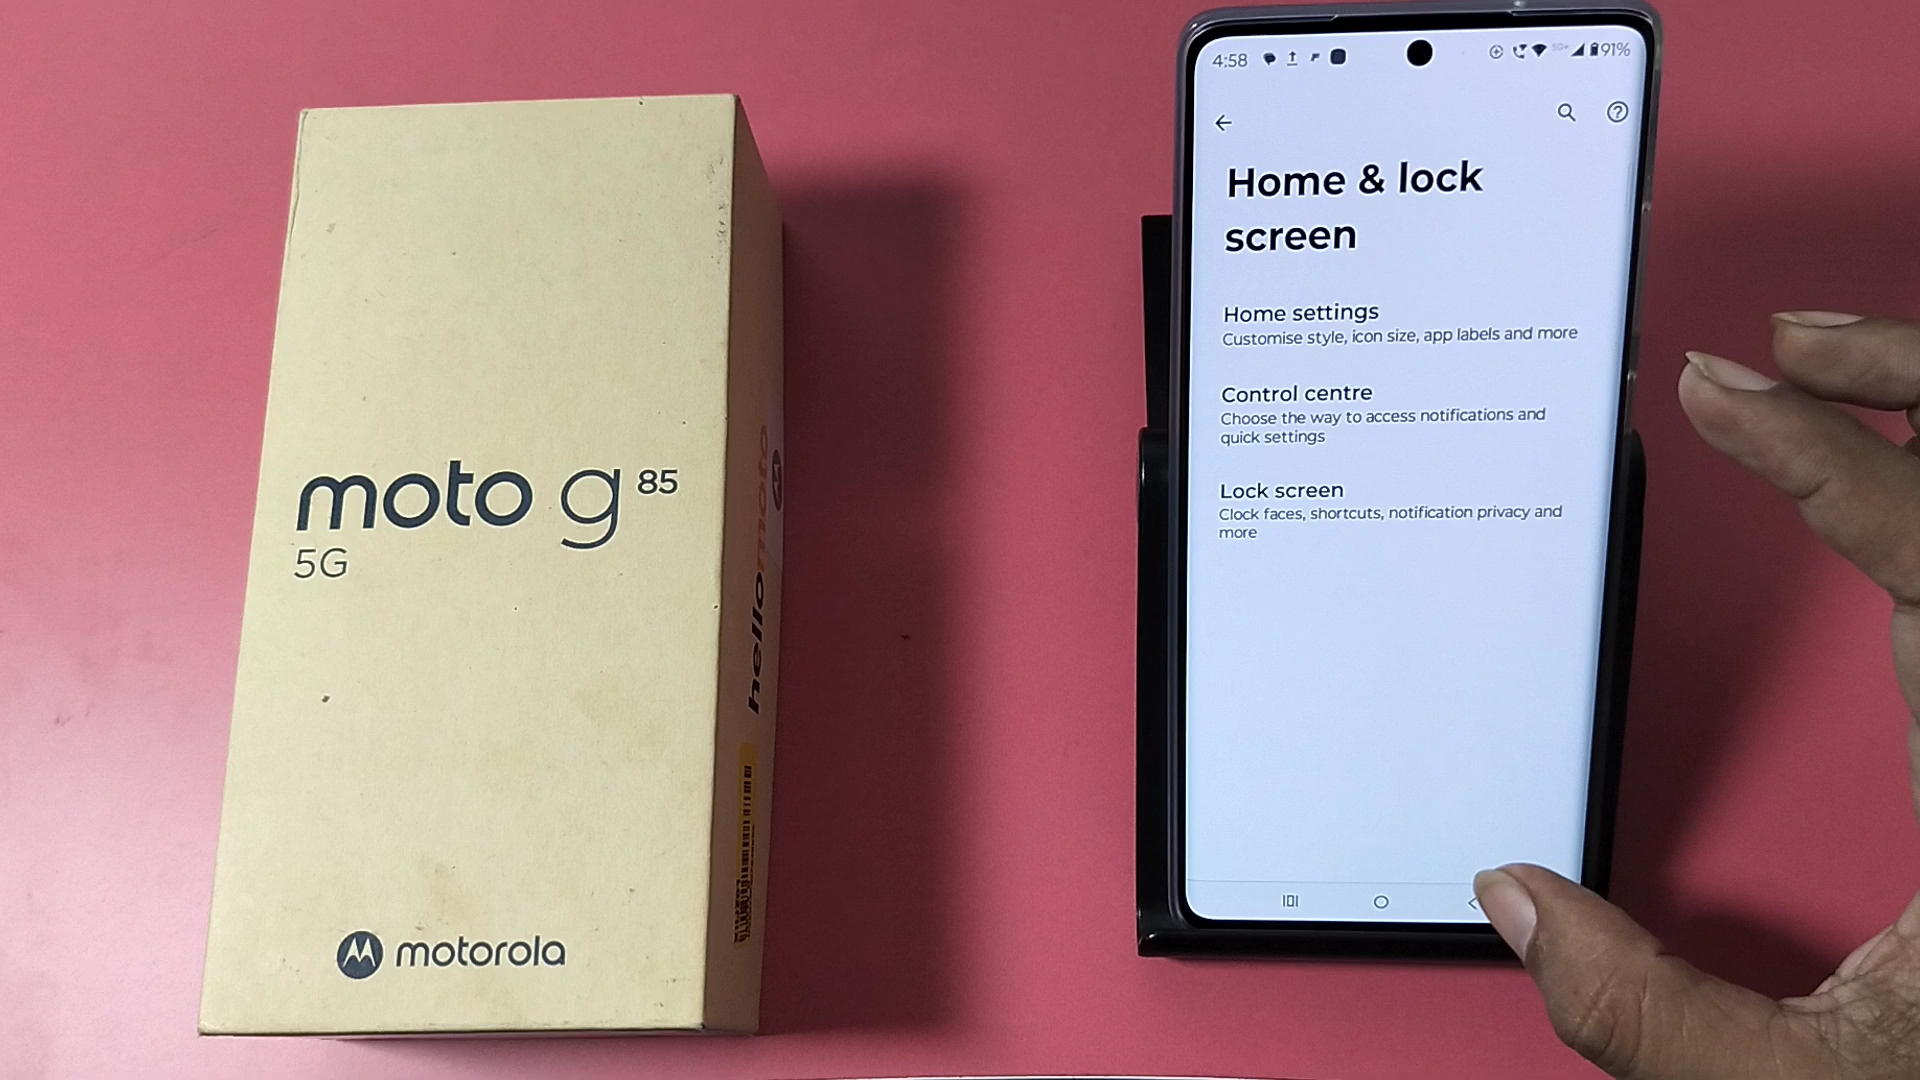 moto g 85
5G
motorola
hellomoto
4:58
5G+
91%
Home & lock
screen
Home settings
Customise style, icon size, app labels and more
Control centre
Choose the way to access notifications and
quick settings
Lock screen
Clock faces, shortcuts, notification privacy and
more